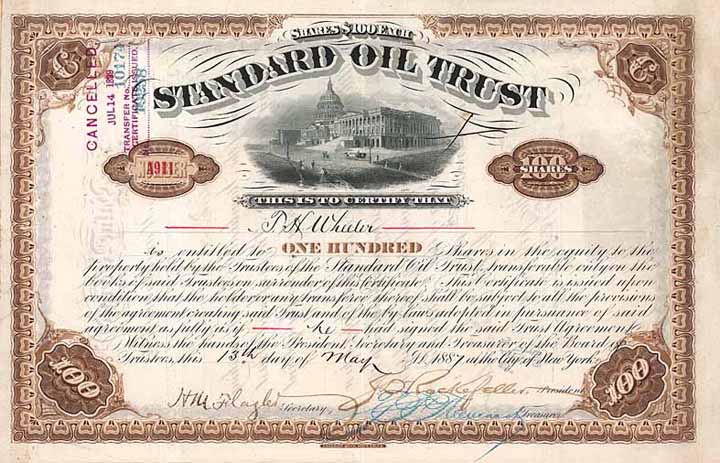 SHARES $100 EACH
STANDARD OIL TRUST
CANCELLED.
JUL 14 1899
TRANSFER No.
CERTIFICATE ISSUED.
A911
100
SHARES
THIS IS TO CERTIFY THAT
T H Wheeler
is entitled to ONE HUNDRED Shares in the equity to the
property held by the Trustees of the Standard Oil Trust, transferable only on the
books of said Trustees on surrender of this Certificate. This Certificate is issued upon
condition that the holder or any transferee thereof shall be subject to all the provisions
of the agreement creating said Trust and of the by-laws adopted in pursuance of said
agreement as fully as if he had signed the said Trust Agreement.
Witness the hands of the President, Secretary and Treasurer of the Board of
Trustees, this 13th day of May 1887 at the City of New York.
H M Flagler Secretary, J D Rockefeller, President
Treasurer
100
100